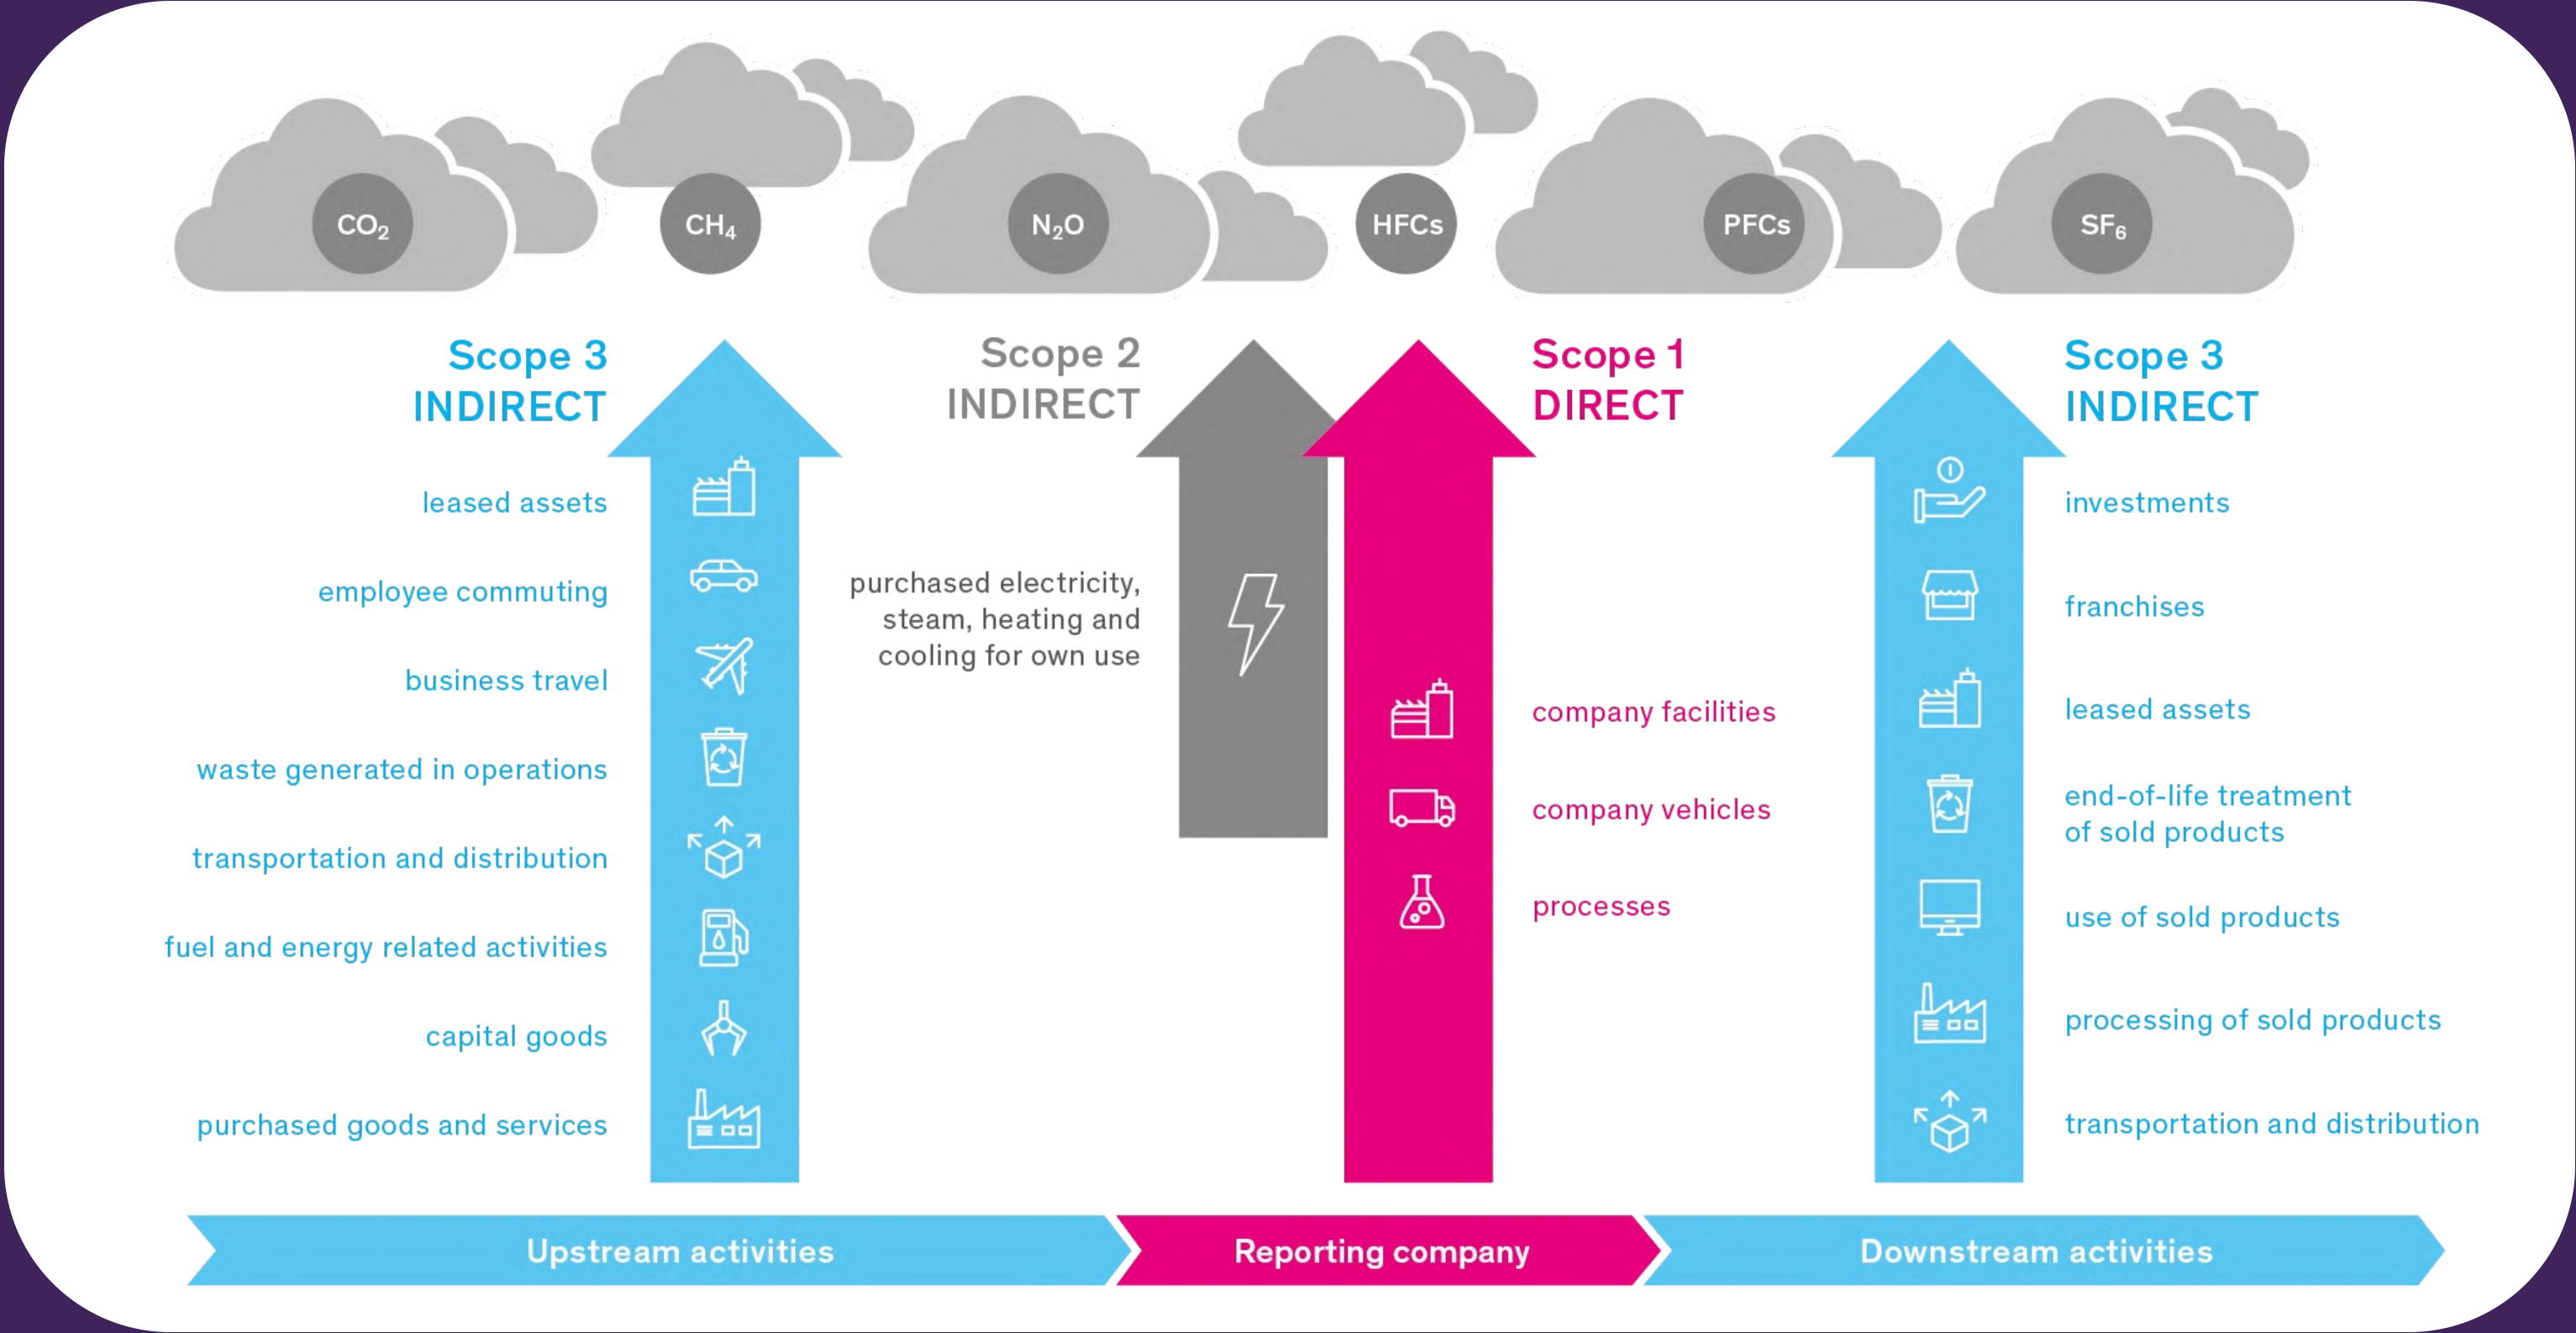 CO₂
CH₄
N₂O
HFCs
PFCs
SF₆
Scope 3
INDIRECT
leased assets
employee commuting
business travel
waste generated in operations
transportation and distribution
fuel and energy related activities
capital goods
purchased goods and services
Scope 2
INDIRECT
purchased electricity,
steam, heating and
cooling for own use
Scope 1
DIRECT
company facilities
company vehicles
processes
Scope 3
INDIRECT
investments
franchises
leased assets
end-of-life treatment
of sold products
use of sold products
processing of sold products
transportation and distribution
Upstream activities
Reporting company
Downstream activities